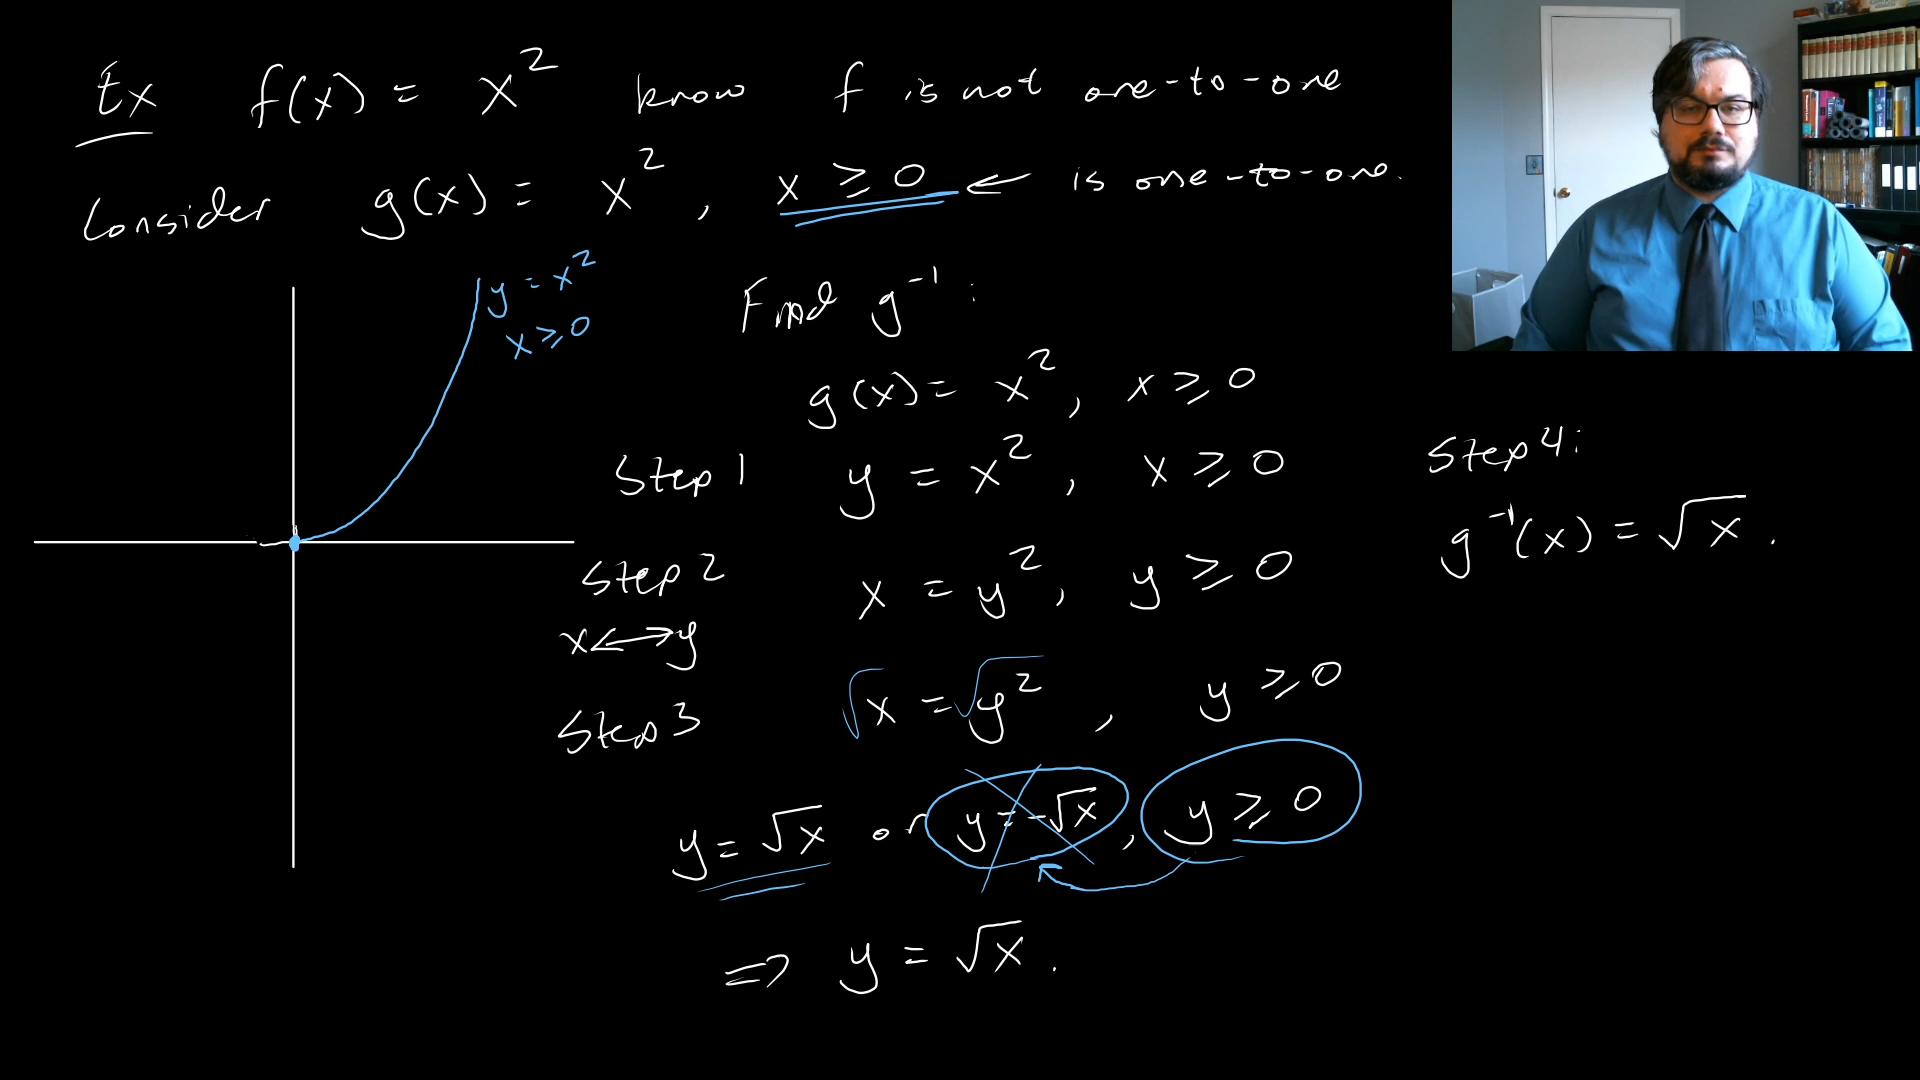 Ex f(x) = x² know f is not one-to-one
Consider g(x) = x² , x ≥ 0 ← is one-to-one.
y = x²
x ≥ 0
Find g⁻¹:
g(x) = x² , x ≥ 0
Step 1 y = x² , x ≥ 0
Step 2 x = y² , y ≥ 0
x ↔ y
Step 3 √x = √y² , y ≥ 0
y = √x or y = -√x , y ≥ 0
⇒ y = √x .
Step 4:
g⁻¹(x) = √x .